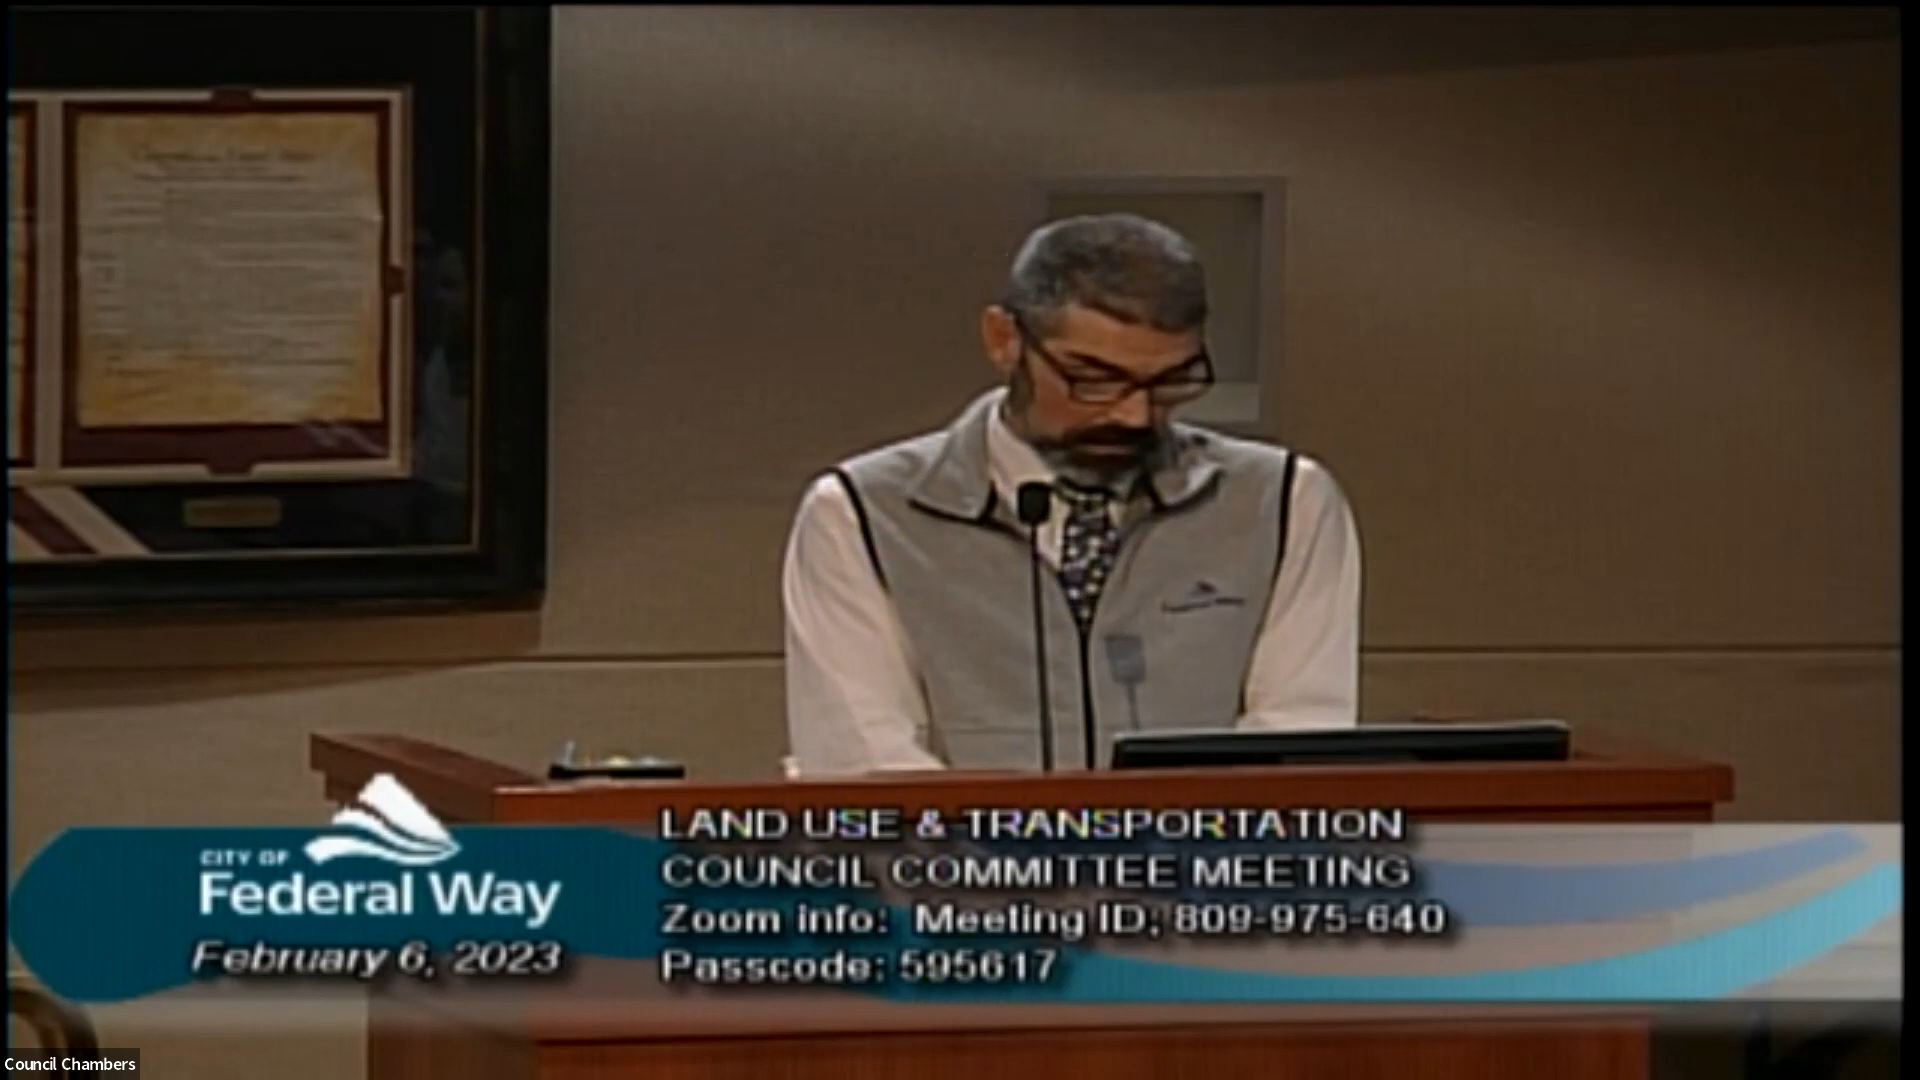 CITY OF
Federal Way
February 6, 2023
LAND USE & TRANSPORTATION
COUNCIL COMMITTEE MEETING
Zoom info: Meeting ID; 809-975-640
Passcode; 595617
Council Chambers